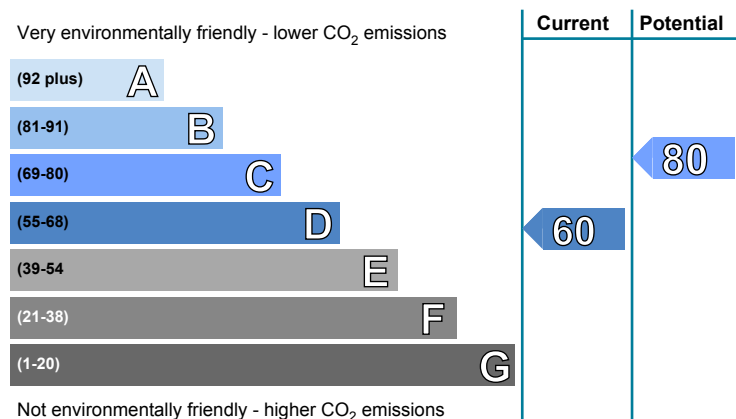 Current Potential
Very environmentally friendly - lower CO₂ emissions
(92 plus) A
(81-91) B
(69-80) C
80
(55-68) D
60
(39-54 E
(21-38) F
(1-20) G
Not environmentally friendly - higher CO₂ emissions